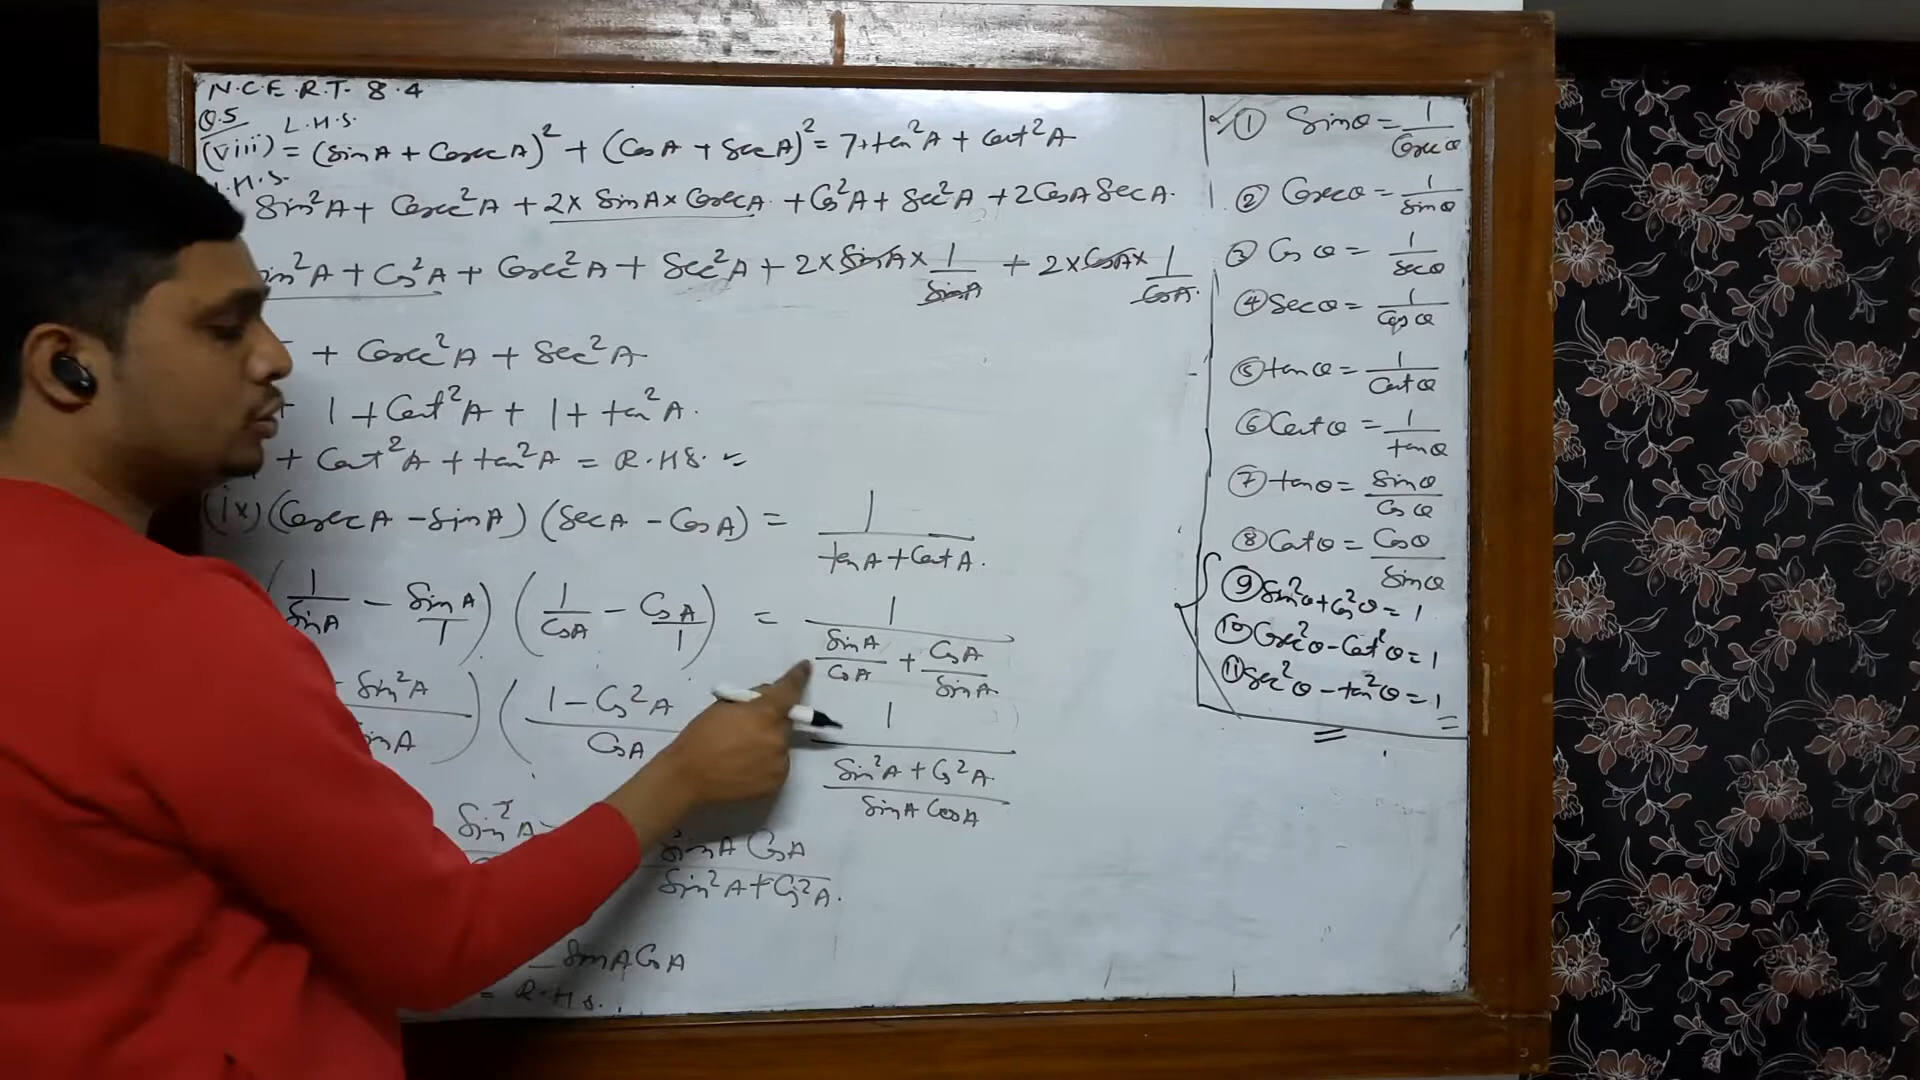 N.C.E.R.T. 8.4
Q.5
(viii) L.H.S.
= (SinA + CosecA)² + (CosA + SecA)² = 7+tan²A + Cot²A
.H.S.
Sin²A + Cosec²A + 2x SinA x CosecA + Cos²A + Sec²A + 2CosA SecA.
in²A + Cos²A + Cosec²A + Sec²A + 2 x SinA x 1/SinA + 2 x CosA x 1/CosA.
+ Cosec²A + Sec²A
+ 1 + Cot²A + 1 + tan²A.
+ Cot²A + tan²A = R.H.S.
(ix) (CosecA - SinA) (SecA - CosA) = 1/tanA + CotA.
(1/SinA - SinA/1) (1/CosA - CosA/1) = 1/SinA/CosA + CosA/SinA
- Sin²A/inA) (1 - Cos²A/CosA 1/Sin²A + Cos²A/SinA CosA
Sin²A SinA CosA/Sin²A + Cos²A.
= SinA CosA
= R.H.S.
① Sinθ = 1/Cosecθ
② Cosecθ = 1/Sinθ
③ Cosθ = 1/Secθ
④ Secθ = 1/Cosθ
⑤ tanθ = 1/Cotθ
⑥ Cotθ = 1/tanθ
⑦ tanθ = Sinθ/Cosθ
⑧ Cotθ = Cosθ/Sinθ
⑨ Sin²θ + Cos²θ = 1
⑩ Cosec²θ - Cot²θ = 1
⑪ Sec²θ - tan²θ = 1